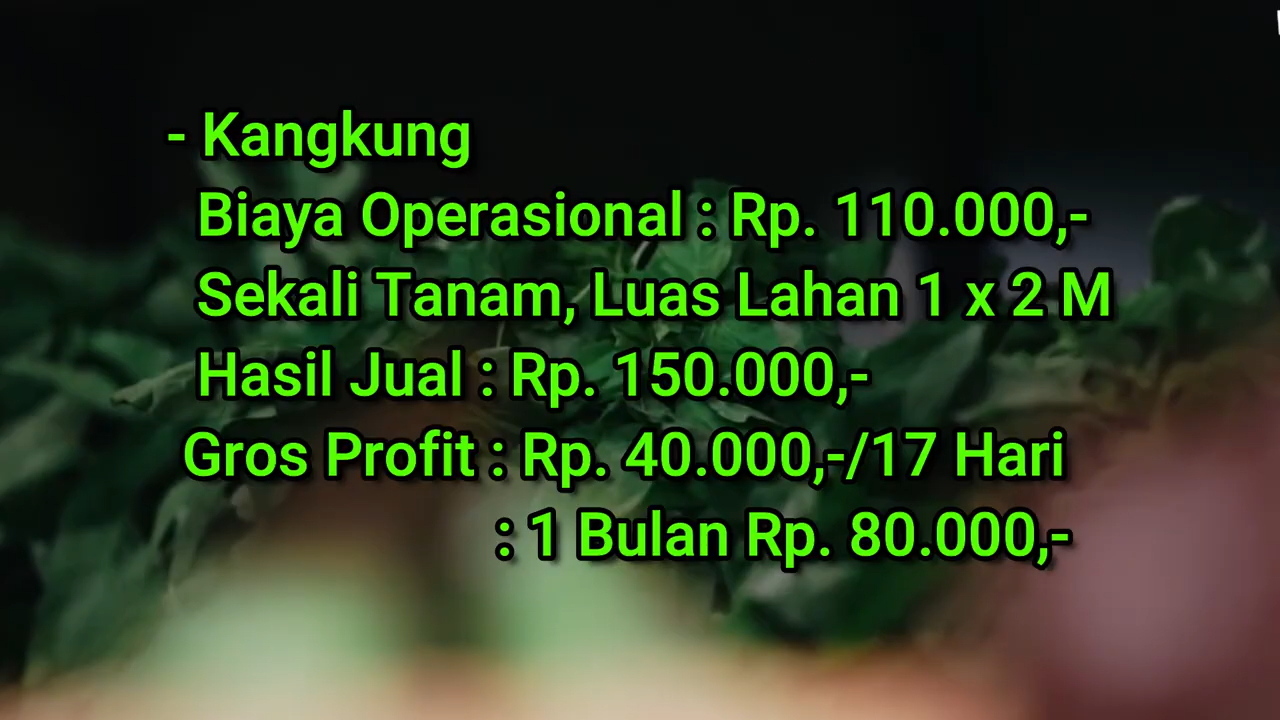 - Kangkung
Biaya Operasional : Rp. 110.000,-
Sekali Tanam, Luas Lahan 1 x 2 M
Hasil Jual : Rp. 150.000,-
Gros Profit : Rp. 40.000,-/17 Hari
: 1 Bulan Rp. 80.000,-